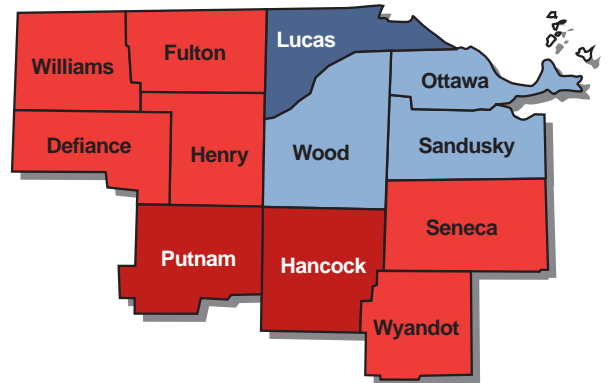 Lucas
Fulton
Williams
Ottawa
Defiance
Henry
Wood
Sandusky
Seneca
Putnam
Hancock
Wyandot